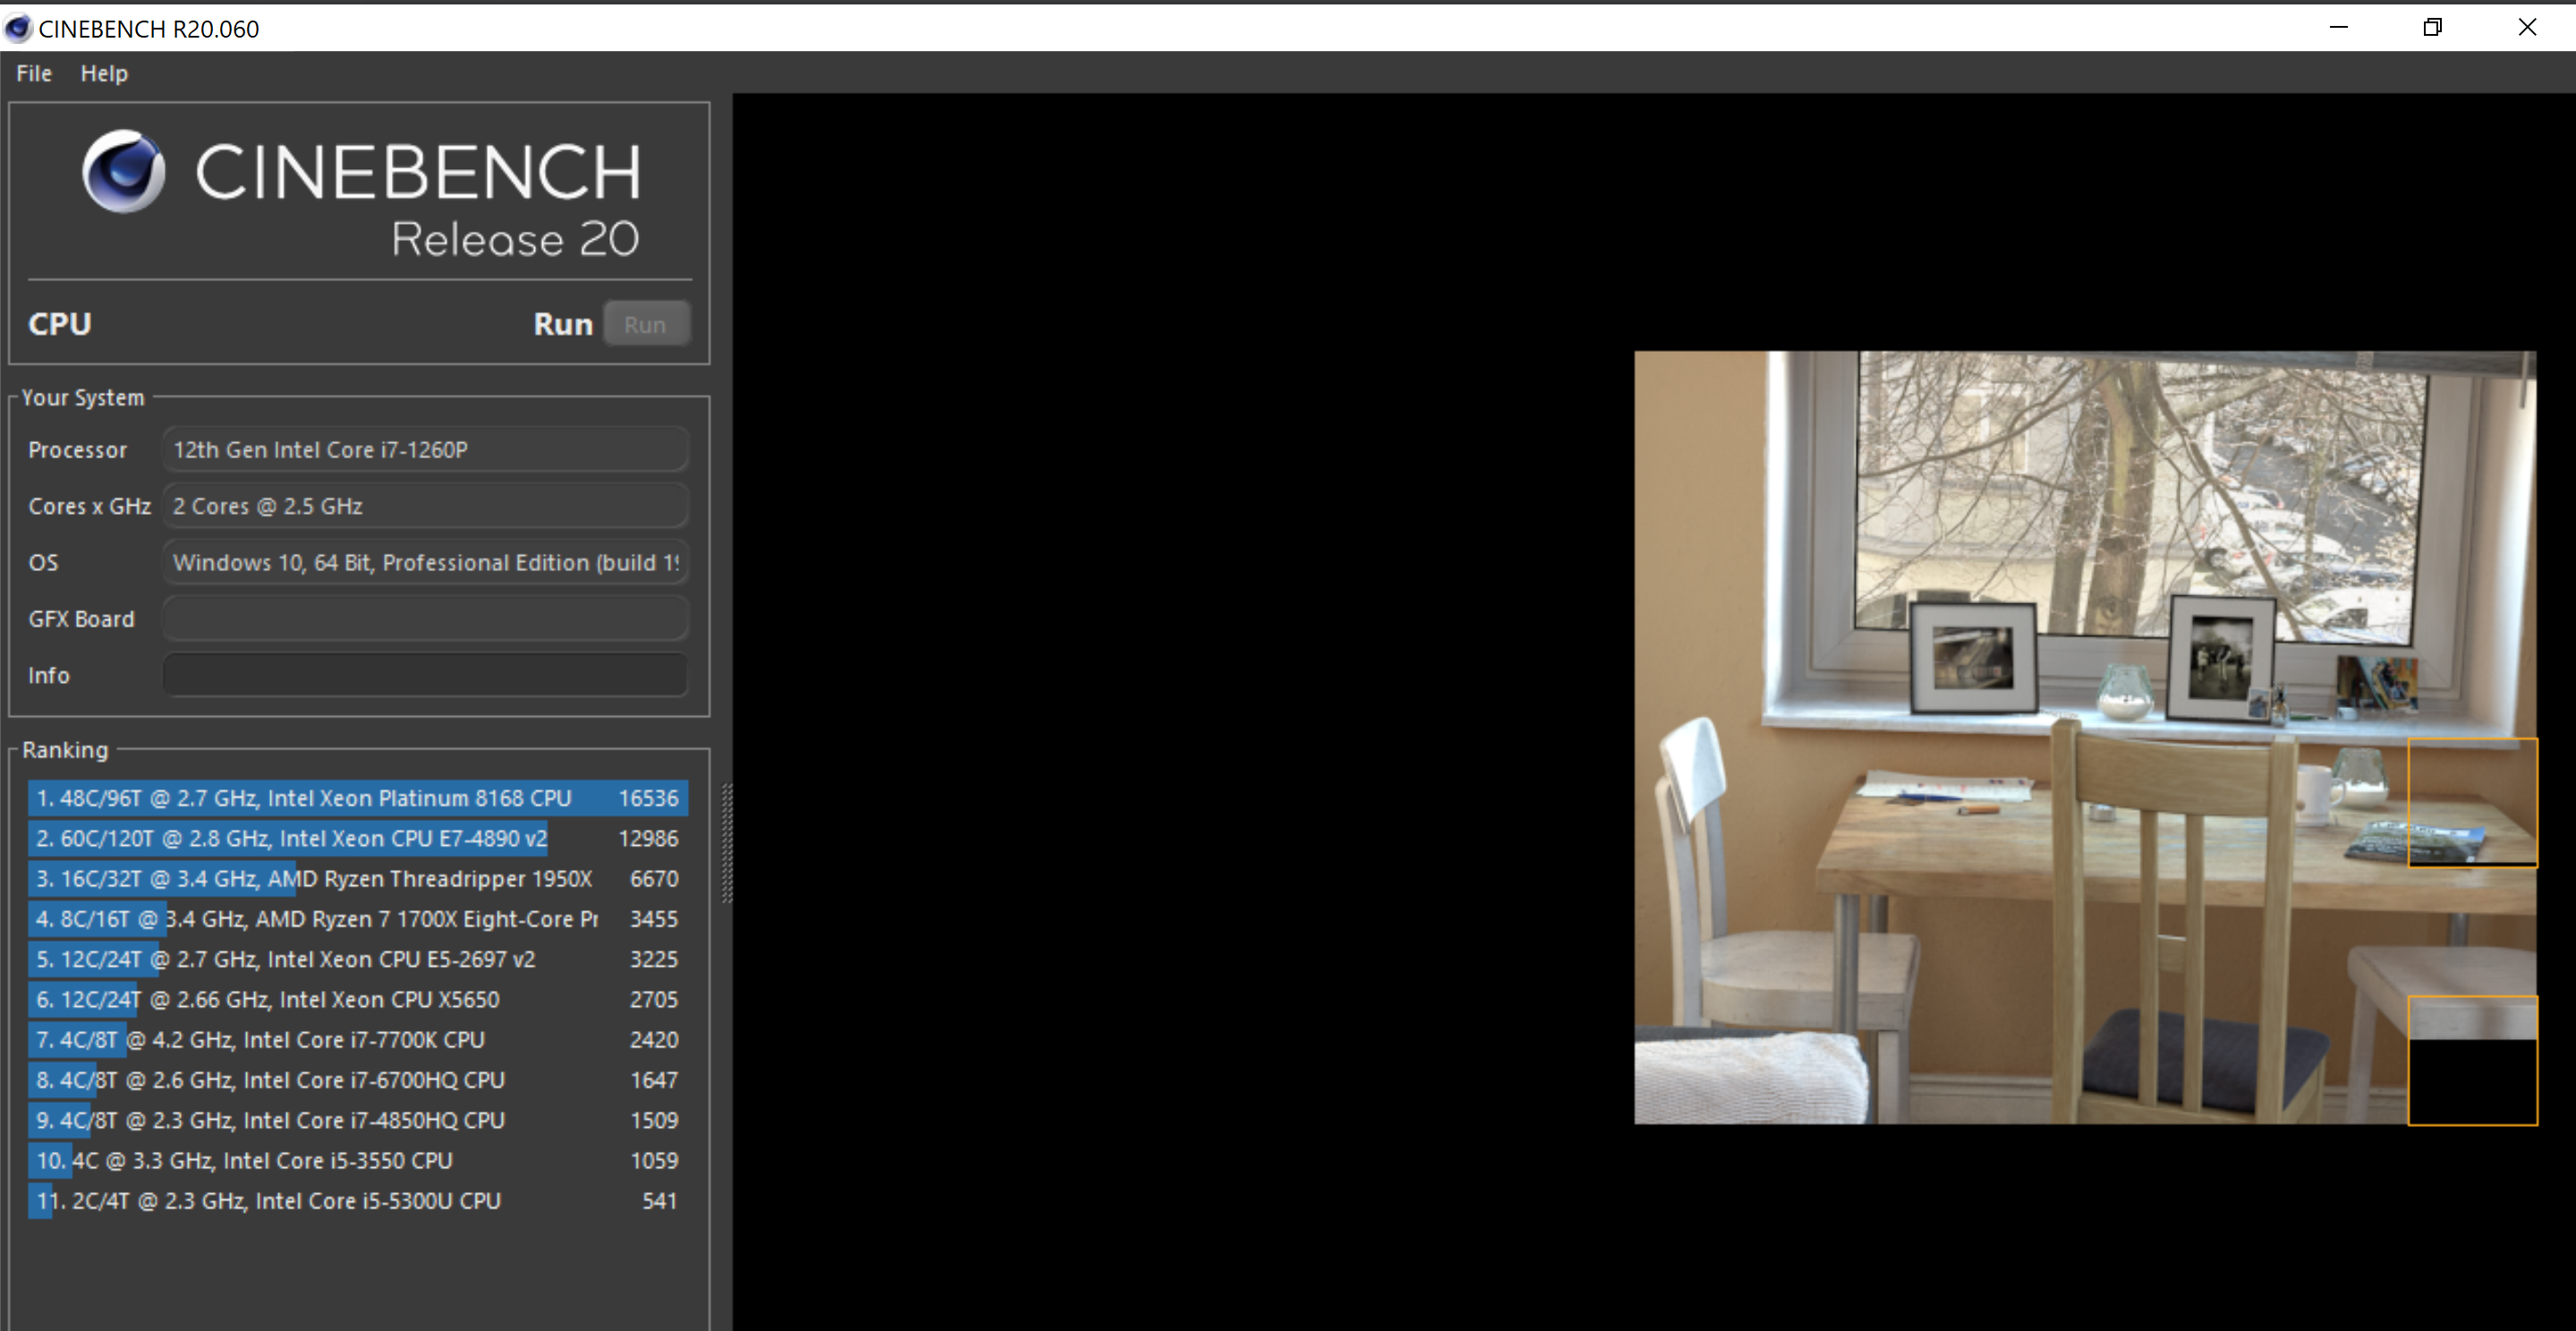 CINEBENCH R20.060
File Help
CINEBENCH
Release 20
CPU Run Run
Your System
Processor 12th Gen Intel Core i7-1260P
Cores x GHz 2 Cores @ 2.5 GHz
OS Windows 10, 64 Bit, Professional Edition (build
GFX Board
Info
Ranking
1. 48C/96T @ 2.7 GHz, Intel Xeon Platinum 8168 CPU 16536
2. 60C/120T @ 2.8 GHz, Intel Xeon CPU E7-4890 v2 12986
3. 16C/32T @ 3.4 GHz, AMD Ryzen Threadripper 1950X 6670
4. 8C/16T @ 3.4 GHz, AMD Ryzen 7 1700X Eight-Core Pr 3455
5. 12C/24T @ 2.7 GHz, Intel Xeon CPU E5-2697 v2 3225
6. 12C/24T @ 2.66 GHz, Intel Xeon CPU X5650 2705
7. 4C/8T @ 4.2 GHz, Intel Core i7-7700K CPU 2420
8. 4C/8T @ 2.6 GHz, Intel Core i7-6700HQ CPU 1647
9. 4C/8T @ 2.3 GHz, Intel Core i7-4850HQ CPU 1509
10. 4C @ 3.3 GHz, Intel Core i5-3550 CPU 1059
11. 2C/4T @ 2.3 GHz, Intel Core i5-5300U CPU 541